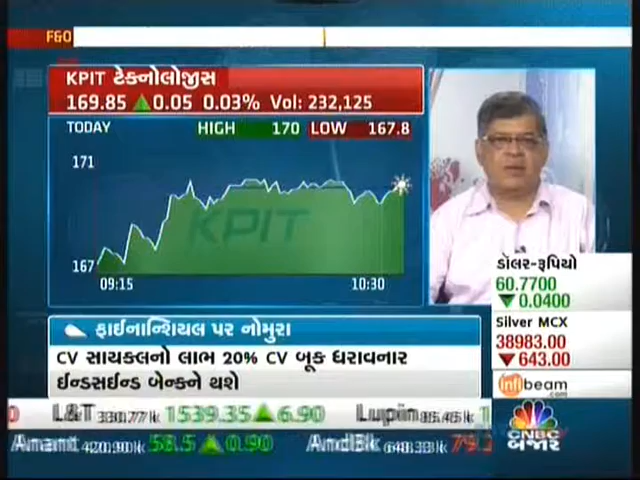 F&O
KPIT ટેકનોલોજીસ
169.85 ▲0.05 0.03% Vol: 232,125
TODAY HIGH 170 LOW 167.8
171
KPIT
167
09:15 10:30
ડૉલર-રૂપિયો
60.7700
▼0.0400
Silver MCX
38983.00
▼643.00
infibeam
.com
ફાઈનાન્શિયલ પર નોમુરા
CV સાયકલનો લાભ 20% CV બૂક ધરાવનાર
ઈન્ડસઈન્ડ બેન્કને થશે
L&T 1539.35 ▲ 6.90 Lupin
CNBC
બજાર
Anant 58.5 ▲ 0.90 AndBk